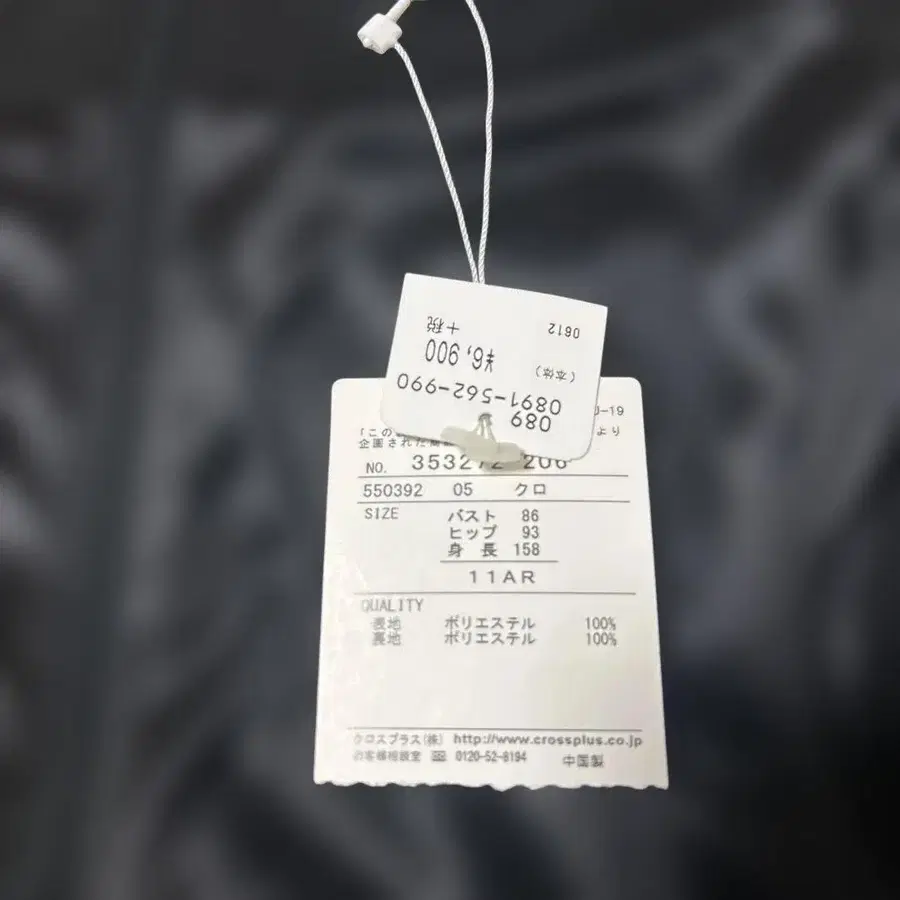 0612
+税
¥6,900
(本体)
0891-562-990
089
J-19
「この
より
企画された
NO. 353272 206
550392 05 クロ
SIZE バスト 86
ヒップ 93
身長 158
11AR
QUALITY
表地 ポリエステル 100%
裏地 ポリエステル 100%
クロスプラス(株) http://www.crossplus.co.jp
お客様相談室 0120-52-8194 中国製